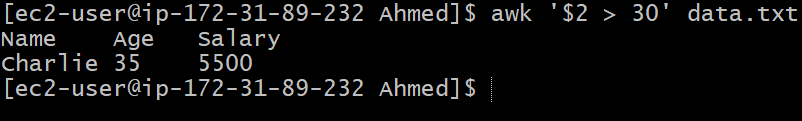 [ec2-user@ip-172-31-89-232 Ahmed]$ awk '$2 > 30' data.txt
Name    Age    Salary
Charlie 35     5500
[ec2-user@ip-172-31-89-232 Ahmed]$